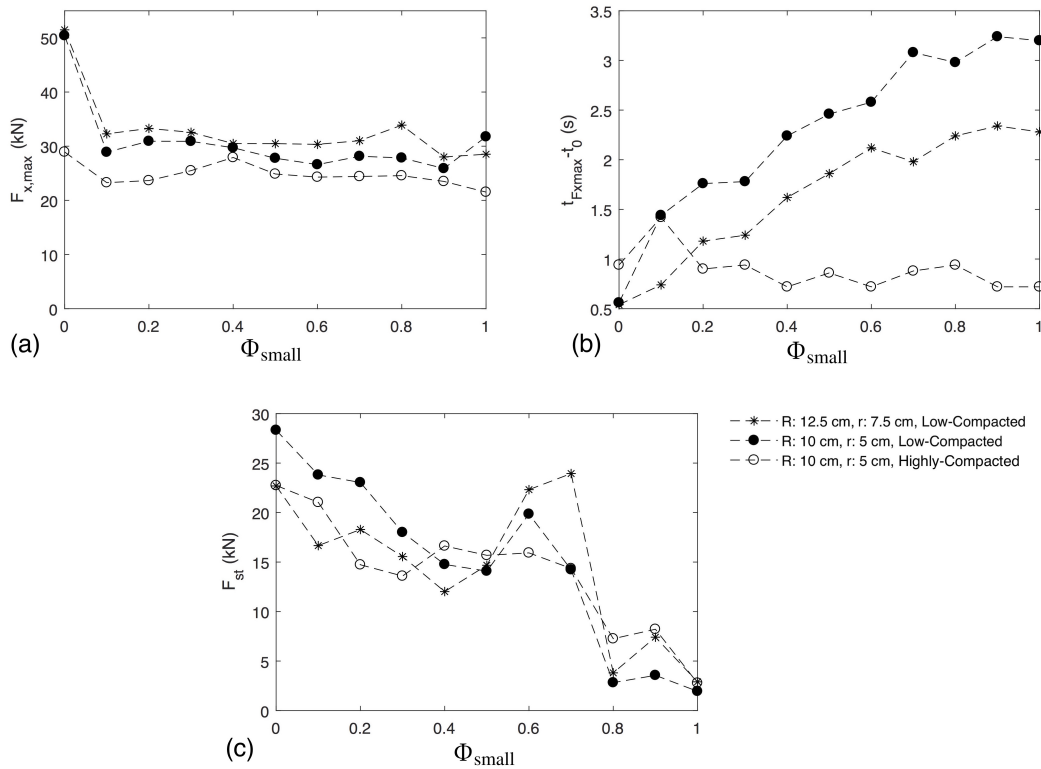 50
40
30
20
10
0
F_x,max (kN)
0 0.2 0.4 0.6 0.8 1
Φ_small
(a)
3.5
3
2.5
2
1.5
1
0.5
t_Fxmax-t_0 (s)
0 0.2 0.4 0.6 0.8 1
Φ_small
(b)
30
25
20
15
10
5
0
F_st (kN)
0 0.2 0.4 0.6 0.8 1
Φ_small
(c)
R: 12.5 cm, r: 7.5 cm, Low-Compacted
R: 10 cm, r: 5 cm, Low-Compacted
R: 10 cm, r: 5 cm, Highly-Compacted